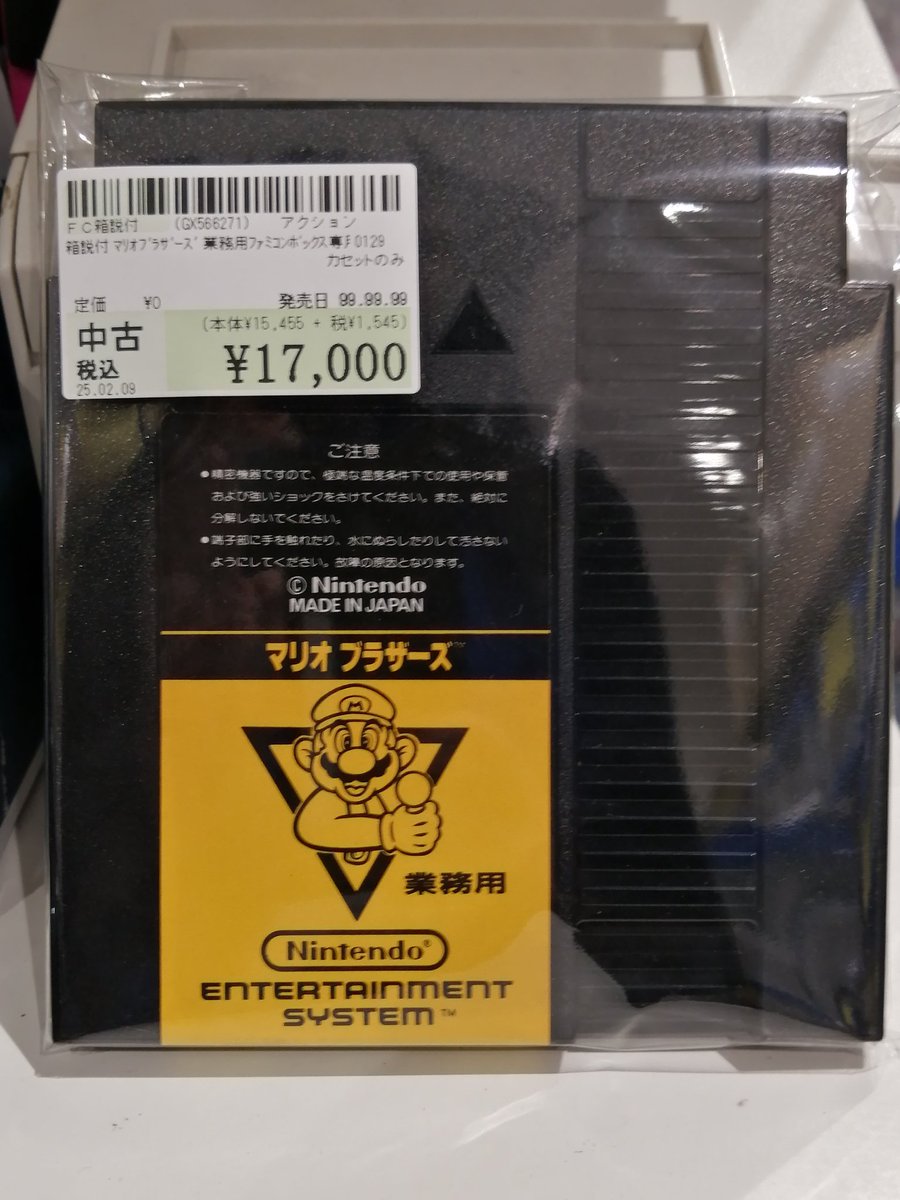 FC箱説付 (GX566271) アクション
箱説付 マリオブラザーズ 業務用ファミコンボックス専用 0129
カセットのみ
定価 ¥0 発売日 99.99.99
中古 (本体¥15,455 + 税¥1,545)
税込 ¥17,000
25.02.09
ご注意
●精密機器ですので、極端な温度条件下での使用や保管
および強いショックをさけてください。また、絶対に
分解しないでください。
●端子部に手を触れたり、水にぬらしたりして汚さない
ようにしてください。故障の原因となります。
©Nintendo
MADE IN JAPAN
マリオ ブラザーズ™
M
業務用
Nintendo®
ENTERTAINMENT
SYSTEM™